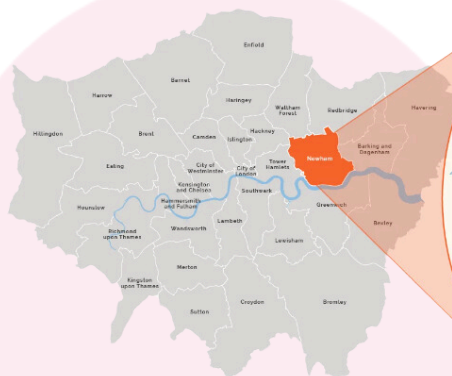 Enfield
Barnet
Harrow
Haringey
Waltham
Forest
Redbridge
Havering
Hillingdon
Brent
Camden
Islington
Hackney
Newham
Barking and
Dagenham
Ealing
City of
Westminster
City of
London
Tower
Hamlets
Kensington
and Chelsea
Hammersmith
and Fulham
Southwark
Greenwich
Hounslow
Richmond
upon Thames
Wandsworth
Lambeth
Lewisham
Bexley
Merton
Kingston
upon Thames
Sutton
Croydon
Bromley